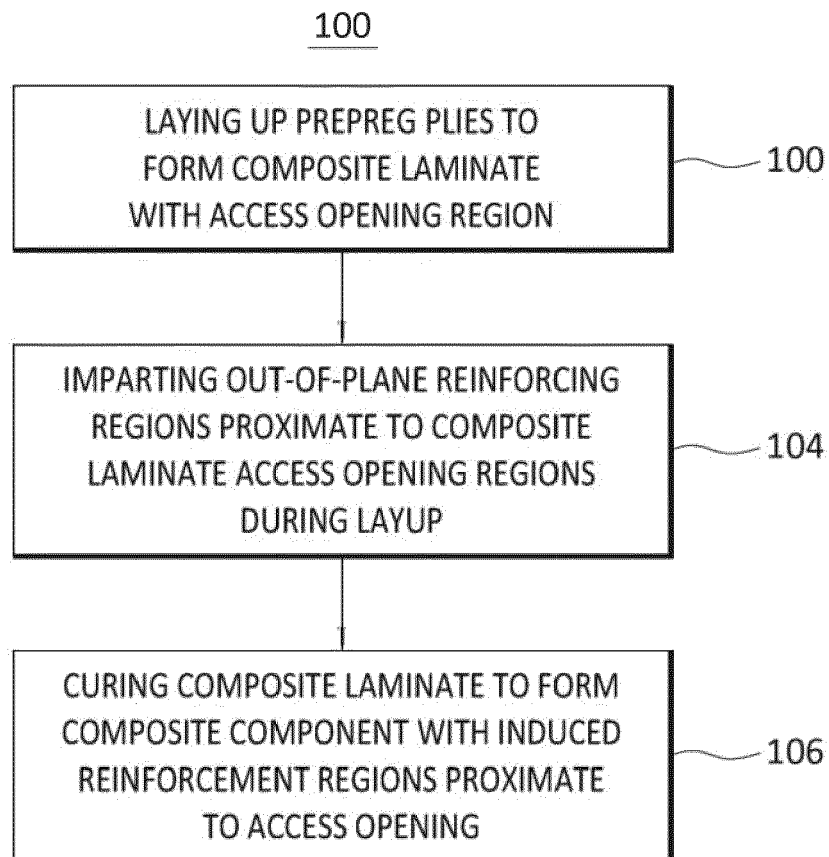 100
LAYING UP PREPREG PLIES TO
FORM COMPOSITE LAMINATE
WITH ACCESS OPENING REGION
100
IMPARTING OUT-OF-PLANE REINFORCING
REGIONS PROXIMATE TO COMPOSITE
LAMINATE ACCESS OPENING REGIONS
DURING LAYUP
104
CURING COMPOSITE LAMINATE TO FORM
COMPOSITE COMPONENT WITH INDUCED
REINFORCEMENT REGIONS PROXIMATE
TO ACCESS OPENING
106